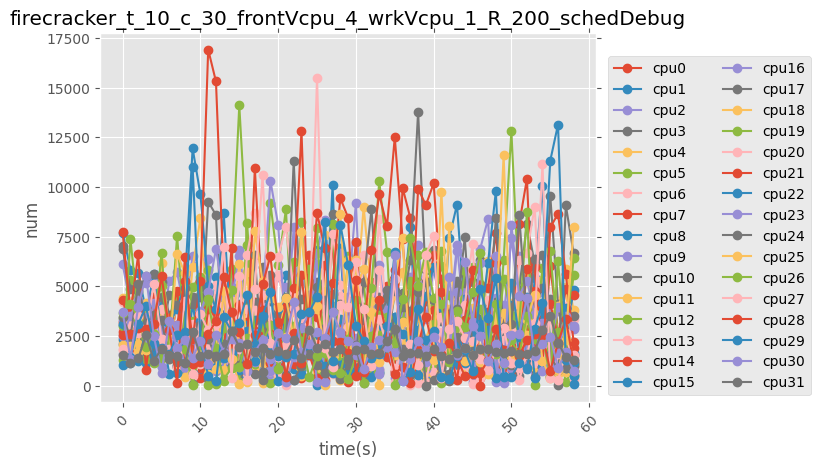 firecracker_t_10_c_30_frontVcpu_4_wrkVcpu_1_R_200_schedDebug
17500
15000
12500
10000
7500
5000
2500
0
num
0
10
20
30
40
50
60
time(s)
cpu0
cpu1
cpu2
cpu3
cpu4
cpu5
cpu6
cpu7
cpu8
cpu9
cpu10
cpu11
cpu12
cpu13
cpu14
cpu15
cpu16
cpu17
cpu18
cpu19
cpu20
cpu21
cpu22
cpu23
cpu24
cpu25
cpu26
cpu27
cpu28
cpu29
cpu30
cpu31